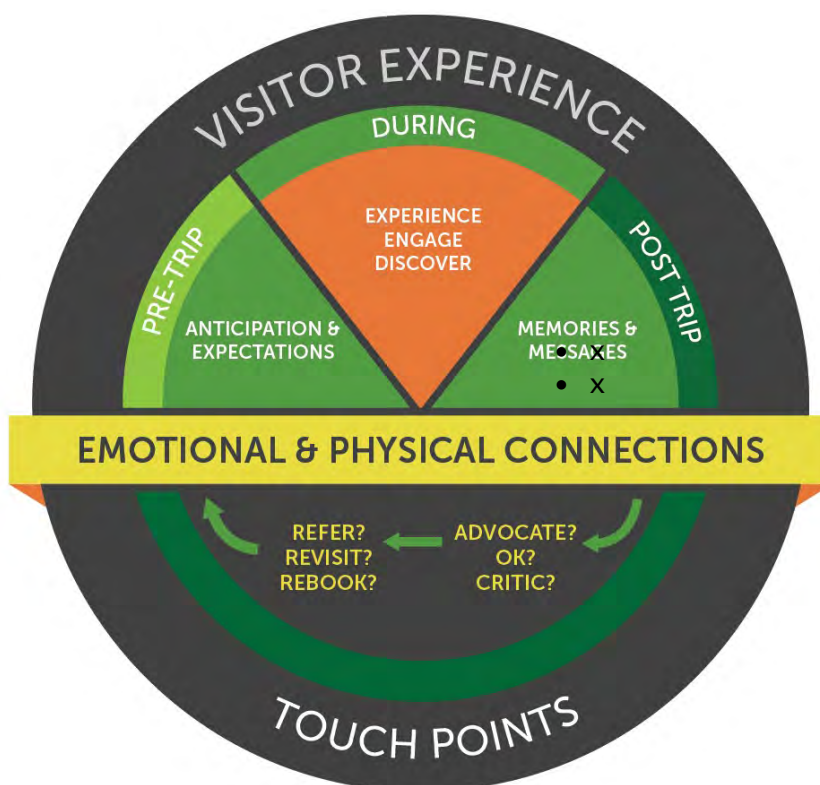 VISITOR EXPERIENCE
DURING
PRE-TRIP
POST TRIP
EXPERIENCE
ENGAGE
DISCOVER
ANTICIPATION &
EXPECTATIONS
MEMORIES &
MESSAGES
• x
• x
EMOTIONAL & PHYSICAL CONNECTIONS
REFER?
REVISIT?
REBOOK?
ADVOCATE?
OK?
CRITIC?
TOUCH POINTS